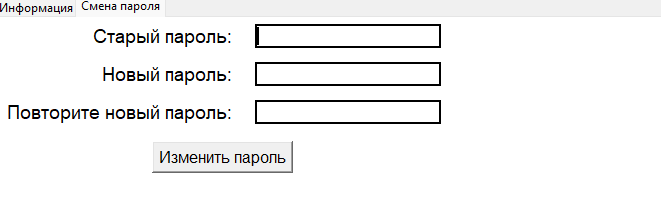 Информация Смена пароля
Старый пароль:
Новый пароль:
Повторите новый пароль:
Изменить пароль